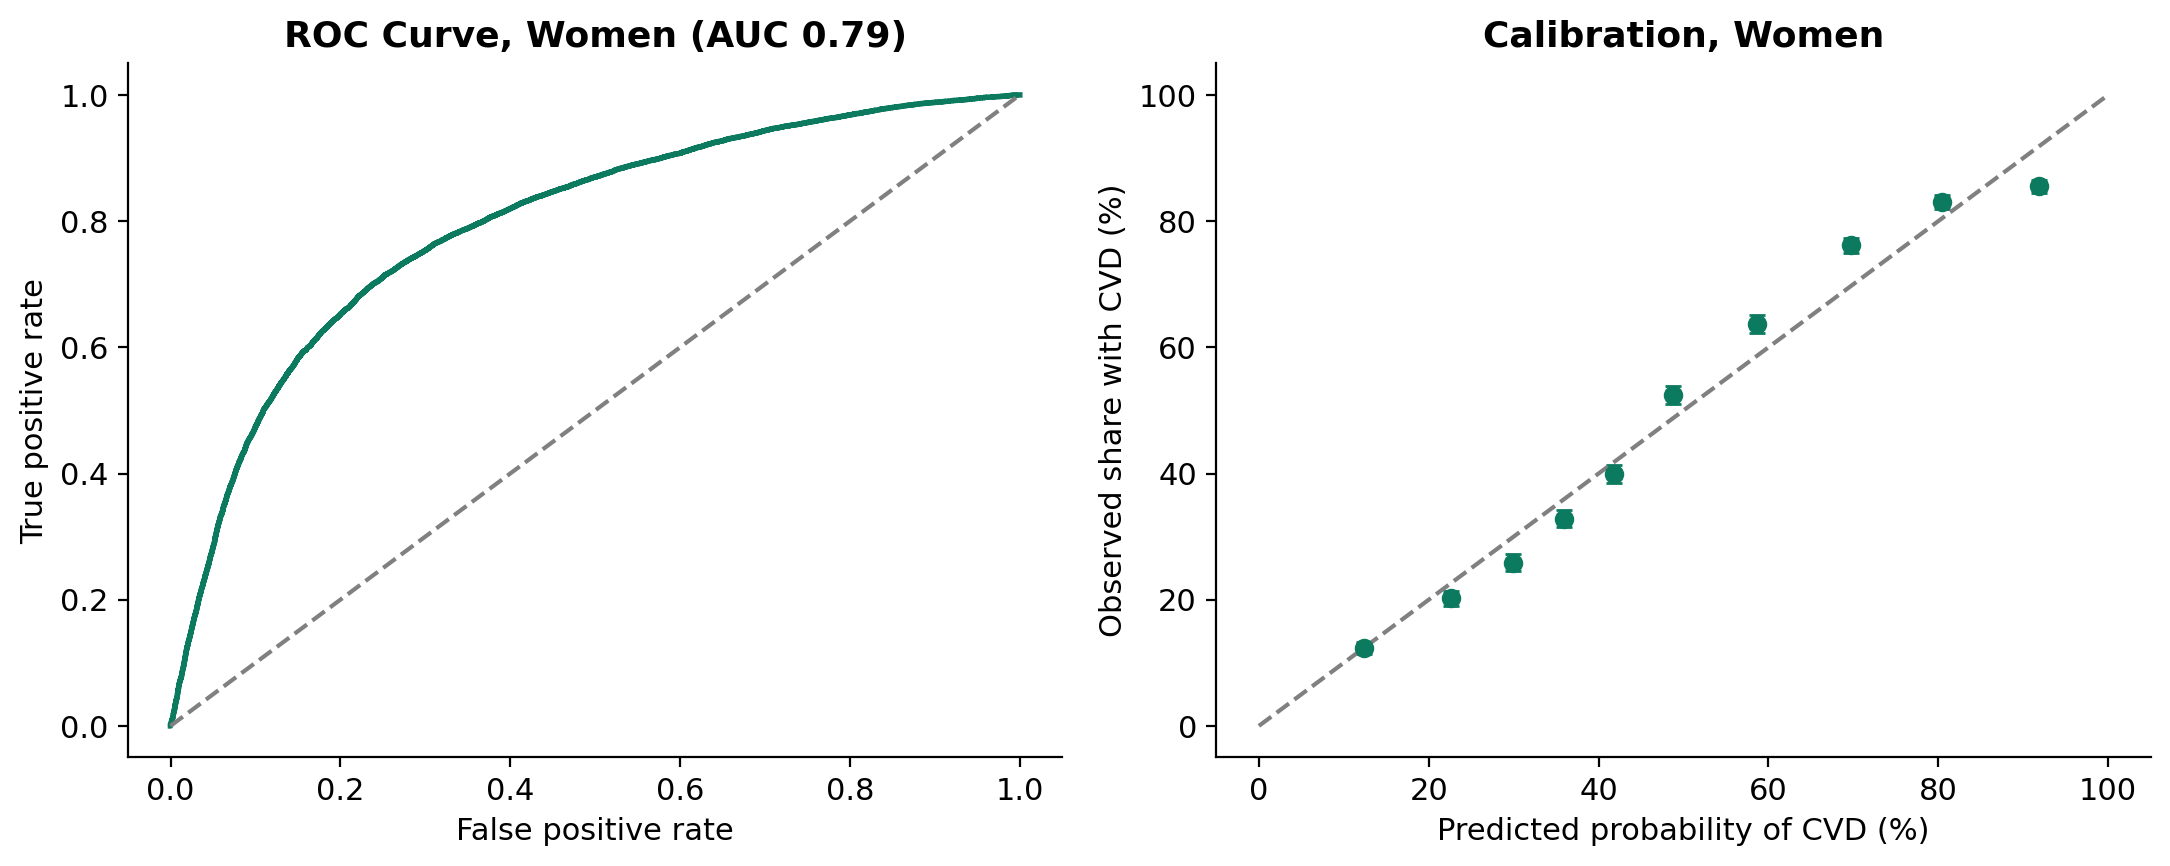 ROC Curve, Women (AUC 0.79)
True positive rate
1.0
0.8
0.6
0.4
0.2
0.0
0.0 0.2 0.4 0.6 0.8 1.0
False positive rate
Calibration, Women
Observed share with CVD (%)
100
80
60
40
20
0
0 20 40 60 80 100
Predicted probability of CVD (%)